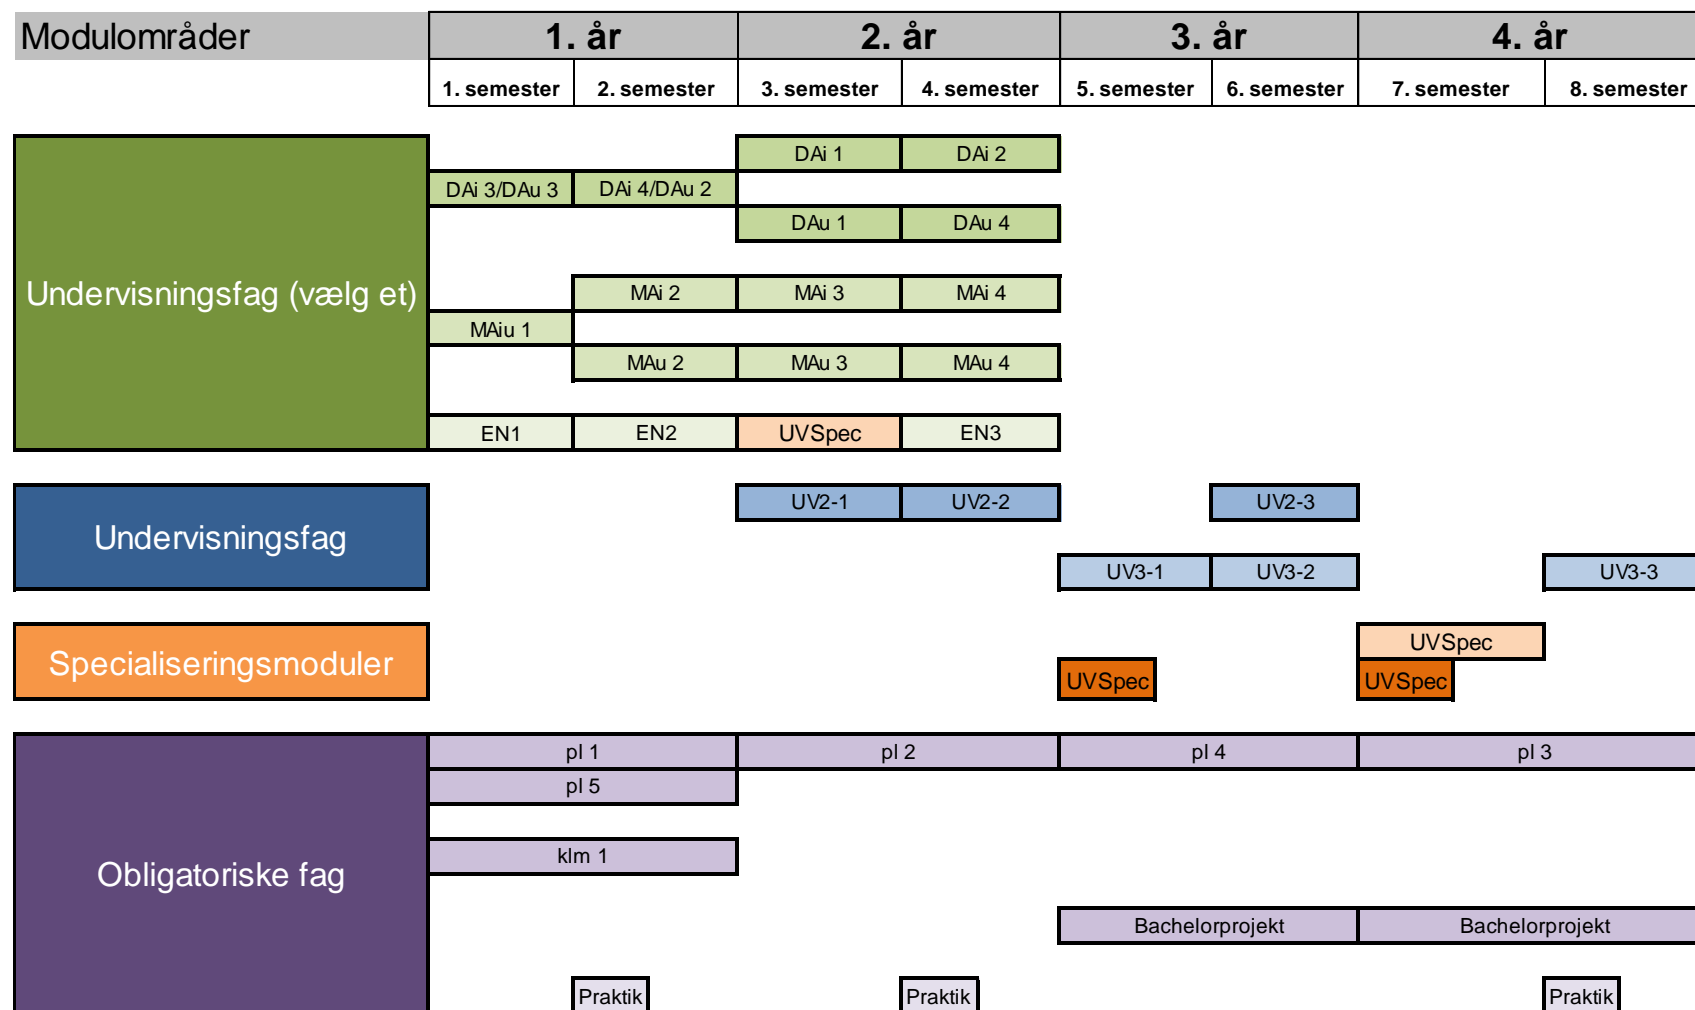 Modulområder 1. år 2. år 3. år 4. år
1. semester 2. semester 3. semester 4. semester 5. semester 6. semester 7. semester 8. semester
DAi 1 DAi 2
DAi 3/DAu 3 DAi 4/DAu 2
DAu 1 DAu 4
Undervisningsfag (vælg et) MAi 2 MAi 3 MAi 4
MAiu 1
MAu 2 MAu 3 MAu 4
EN1 EN2 UVSpec EN3
UV2-1 UV2-2 UV2-3
Undervisningsfag
UV3-1 UV3-2 UV3-3
UVSpec
Specialiseringsmoduler
UVSpec UVSpec
pl 1 pl 2 pl 4 pl 3
pl 5
klm 1
Obligatoriske fag
Bachelorprojekt Bachelorprojekt
Praktik Praktik Praktik